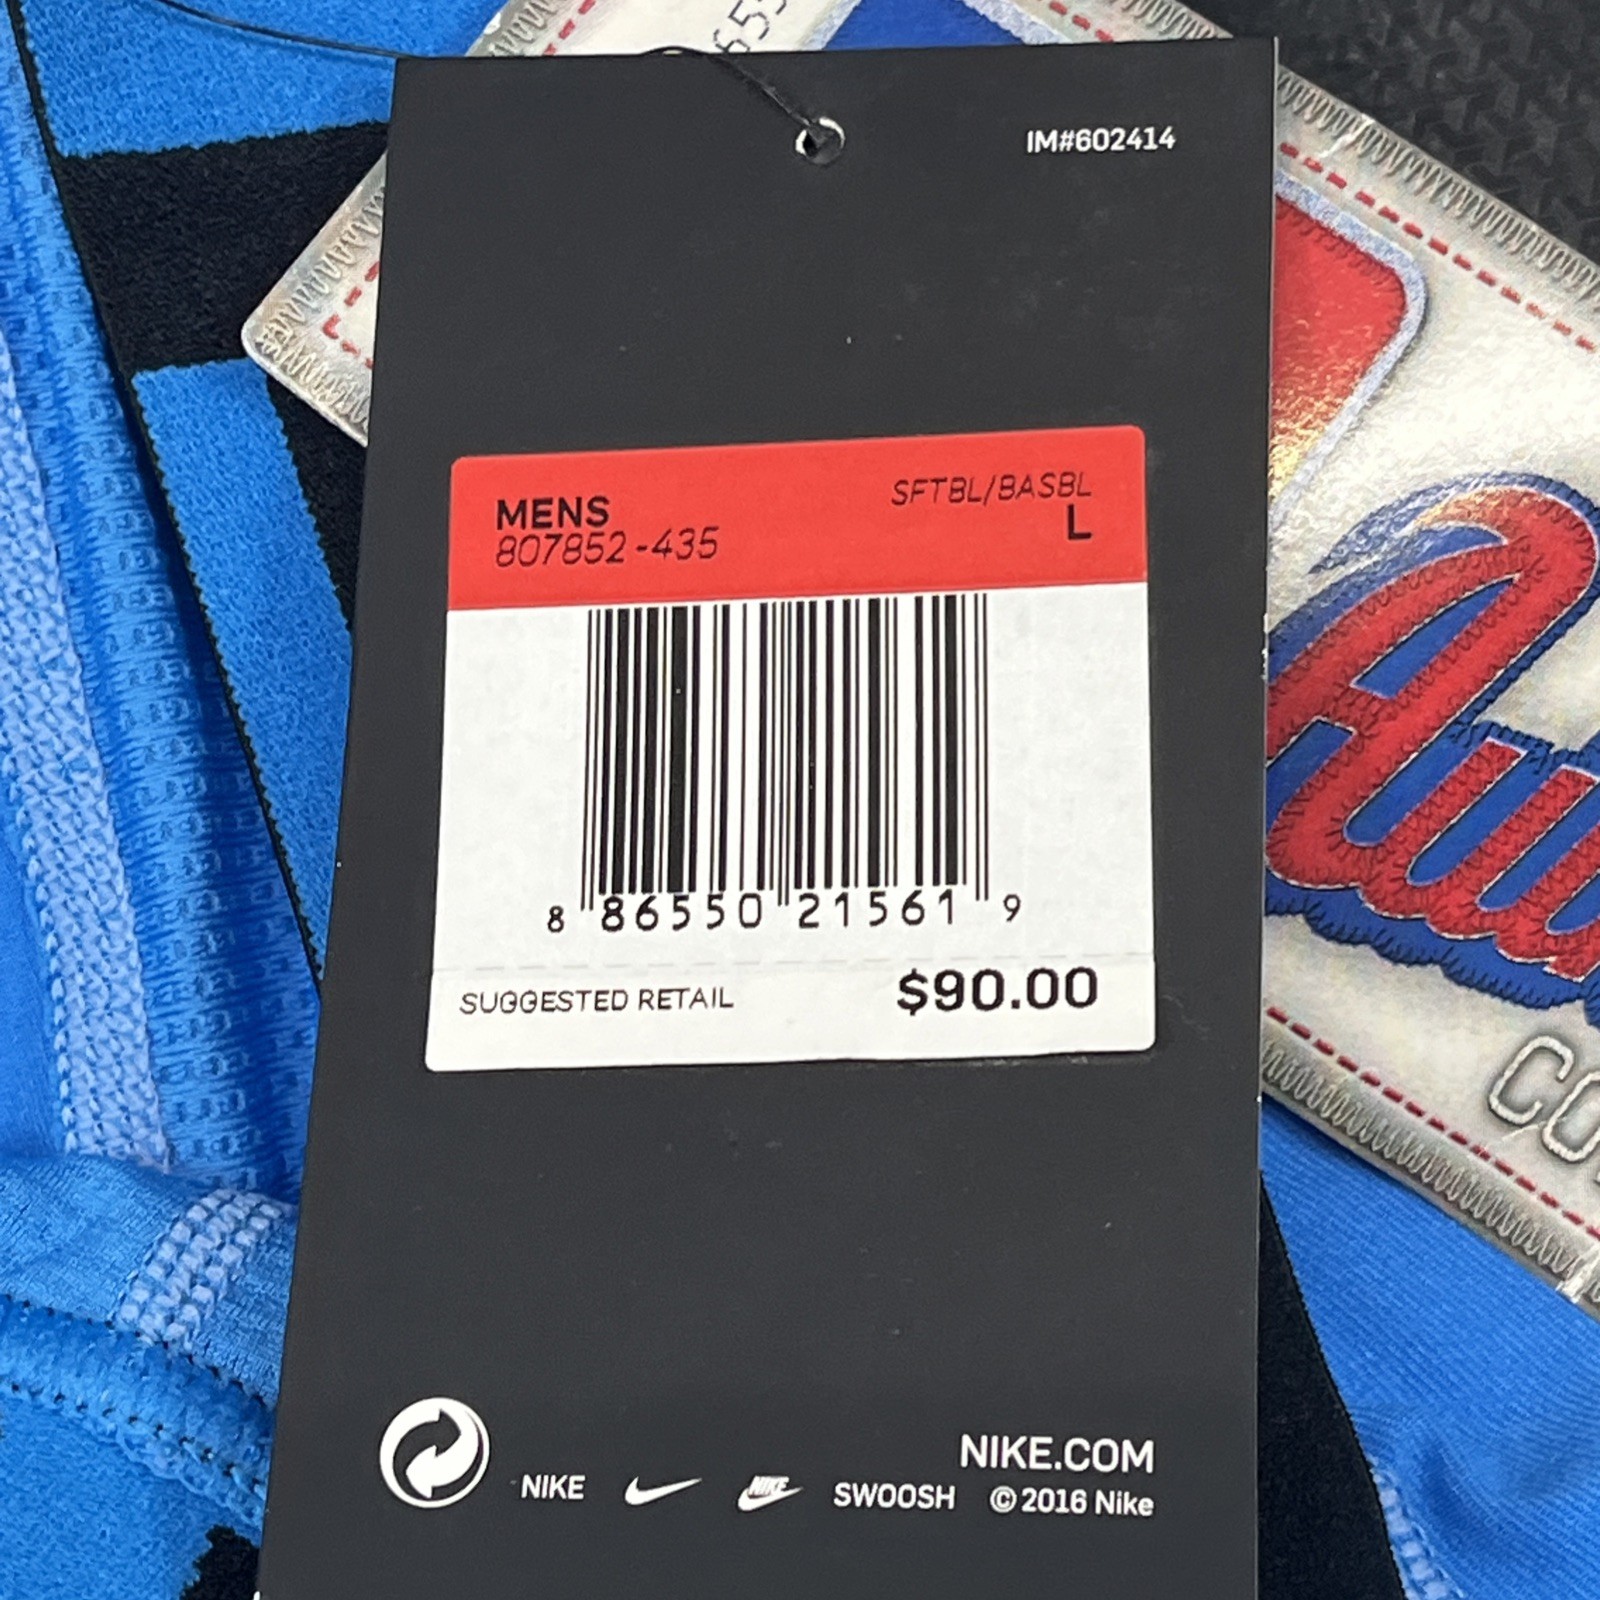 IM#602414
MENS
SFTBL/BASBL
807852-435
L
8 86550 21561 9
SUGGESTED RETAIL $90.00
NIKE.COM
NIKE NIKE SWOOSH © 2016 Nike